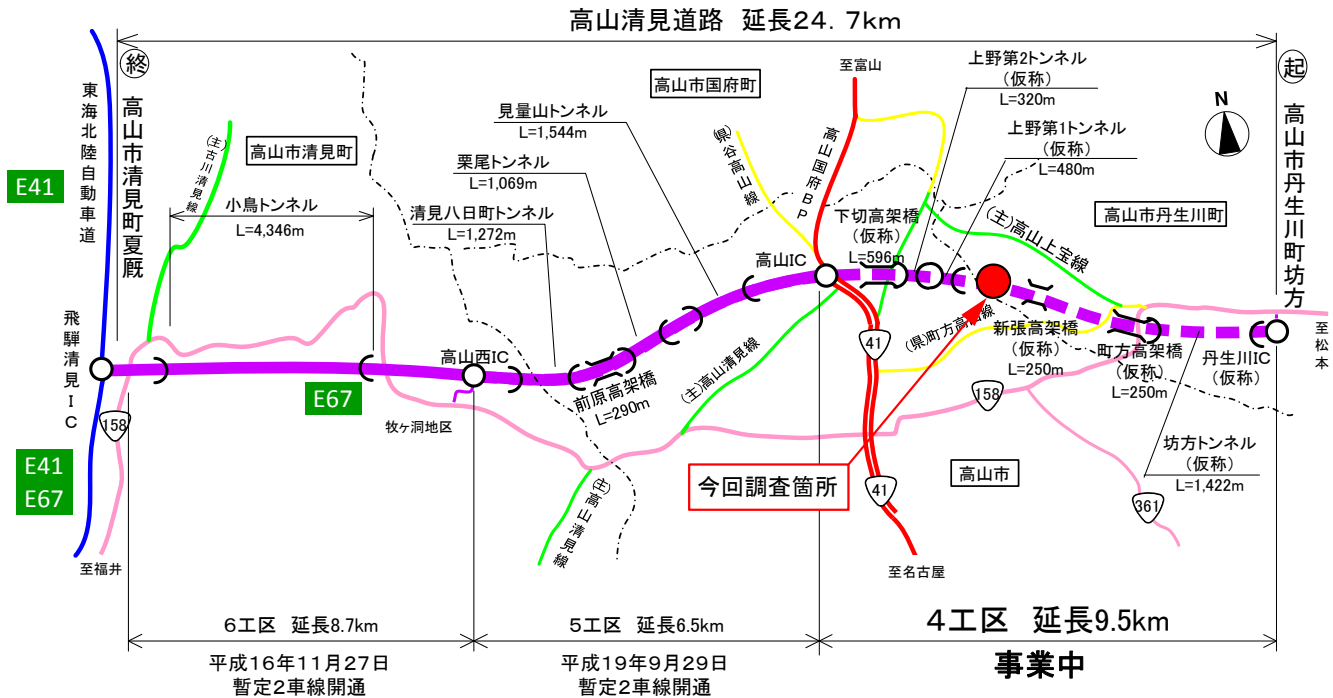 高山清見道路 延長24.7km
終
高山市清見町夏厩
起
高山市丹生川町坊方
東海北陸自動車道
E41
飛騨清見IC
E41
E67
158
至福井
(主)古川清見線
高山市清見町
小鳥トンネル
L=4,346m
E67
見量山トンネル
L=1,544m
栗尾トンネル
L=1,069m
清見八日町トンネル
L=1,272m
高山西IC
牧ヶ洞地区
前原高架橋
L=290m
(主)高山清見線
(主)高山清見線
高山市国府町
(県)谷高山線
至富山
高山国府BP
高山IC
下切高架橋
(仮称)
L=596m
上野第2トンネル
(仮称)
L=320m
上野第1トンネル
(仮称)
L=480m
N
(主)高山上宝線
高山市丹生川町
41
(県)町方高山線
新張高架橋
(仮称)
L=250m
町方高架橋
(仮称)
L=250m
丹生川IC
(仮称)
至松本
158
今回調査箇所
高山市
坊方トンネル
(仮称)
L=1,422m
41
361
至名古屋
6工区 延長8.7km
平成16年11月27日
暫定2車線開通
5工区 延長6.5km
平成19年9月29日
暫定2車線開通
4工区 延長9.5km
事業中